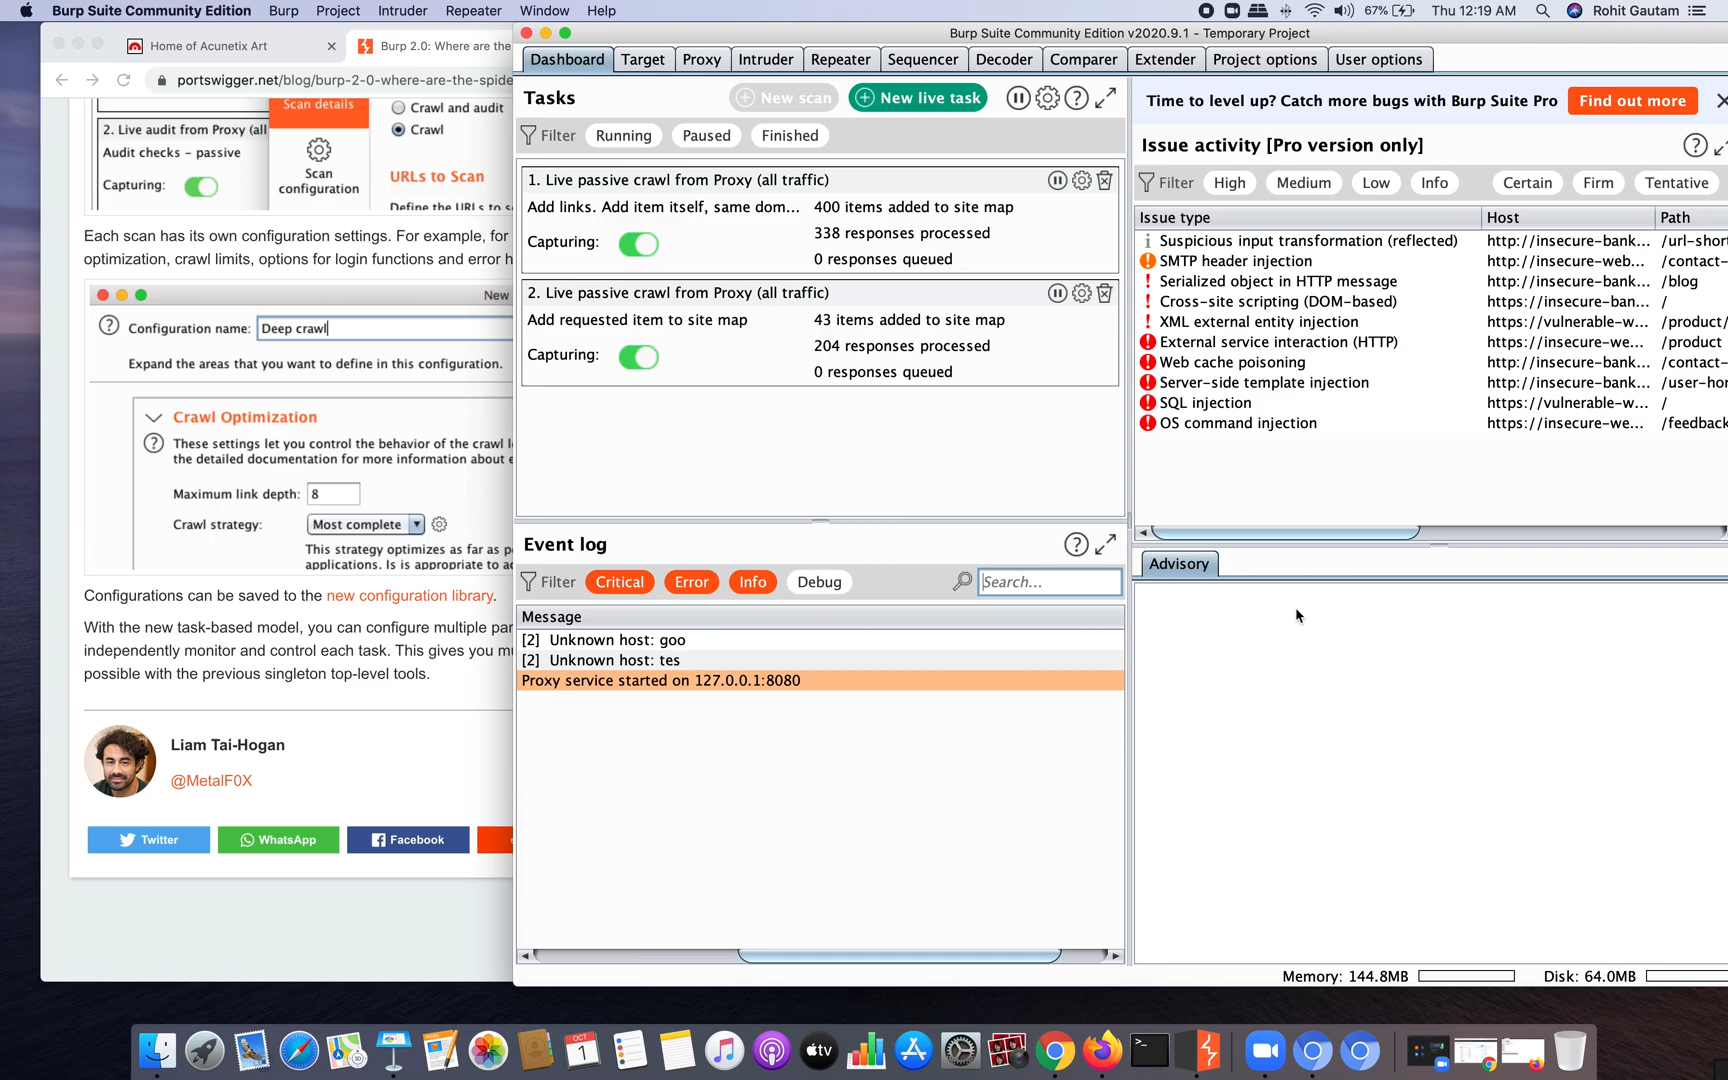 Burp Suite Community Edition Burp Project Intruder Repeater Window Help
67% Thu 12:19 AM Rohit Gautam
Home of Acunetix Art
Burp 2.0: Where are the
portswigger.net/blog/burp-2-0-where-are-the-spide
Scan details
Crawl and audit
Crawl
2. Live audit from Proxy (all
Audit checks – passive
Capturing:
Scan
configuration
URLs to Scan
Define the URLs to s
Each scan has its own configuration settings. For example, for
optimization, crawl limits, options for login functions and error h
New
Configuration name: Deep crawl
Expand the areas that you want to define in this configuration.
Crawl Optimization
These settings let you control the behavior of the crawl l
the detailed documentation for more information about e
Maximum link depth: 8
Crawl strategy: Most complete
This strategy optimizes as far as p
applications. Is is appropriate to a
Configurations can be saved to the new configuration library.
With the new task-based model, you can configure multiple par
independently monitor and control each task. This gives you m
possible with the previous singleton top-level tools.
Liam Tai-Hogan
@MetalF0X
Twitter WhatsApp Facebook
Burp Suite Community Edition v2020.9.1 - Temporary Project
Dashboard Target Proxy Intruder Repeater Sequencer Decoder Comparer Extender Project options User options
Tasks
New scan
New live task
Filter Running Paused Finished
1. Live passive crawl from Proxy (all traffic)
Add links. Add item itself, same dom... 400 items added to site map
338 responses processed
Capturing:
0 responses queued
2. Live passive crawl from Proxy (all traffic)
Add requested item to site map 43 items added to site map
204 responses processed
Capturing:
0 responses queued
Event log
Filter Critical Error Info Debug Search...
Message
[2] Unknown host: goo
[2] Unknown host: tes
Proxy service started on 127.0.0.1:8080
Time to level up? Catch more bugs with Burp Suite Pro Find out more
Issue activity [Pro version only]
Filter High Medium Low Info Certain Firm Tentative
Issue type Host Path
Suspicious input transformation (reflected) http://insecure-bank... /url-shor
SMTP header injection http://insecure-web... /contact-
Serialized object in HTTP message https://insecure-bank... /blog
Cross-site scripting (DOM-based) https://insecure-ban... /
XML external entity injection https://vulnerable-w... /product/
External service interaction (HTTP) https://insecure-we... /product
Web cache poisoning http://insecure-bank... /contact-
Server-side template injection http://insecure-bank... /user-ho
SQL injection https://vulnerable-w... /
OS command injection https://insecure-we... /feedback
Advisory
Memory: 144.8MB Disk: 64.0MB
OCT
1
tv